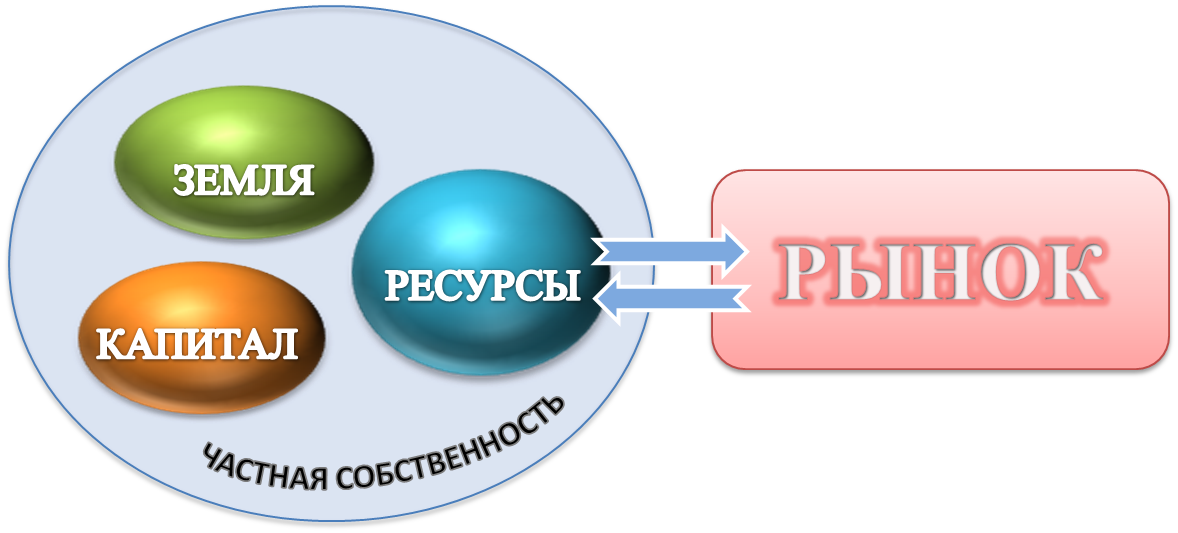 ЗЕМЛЯ
РЕСУРСЫ
КАПИТАЛ
ЧАСТНАЯ СОБСТВЕННОСТЬ
РЫНОК